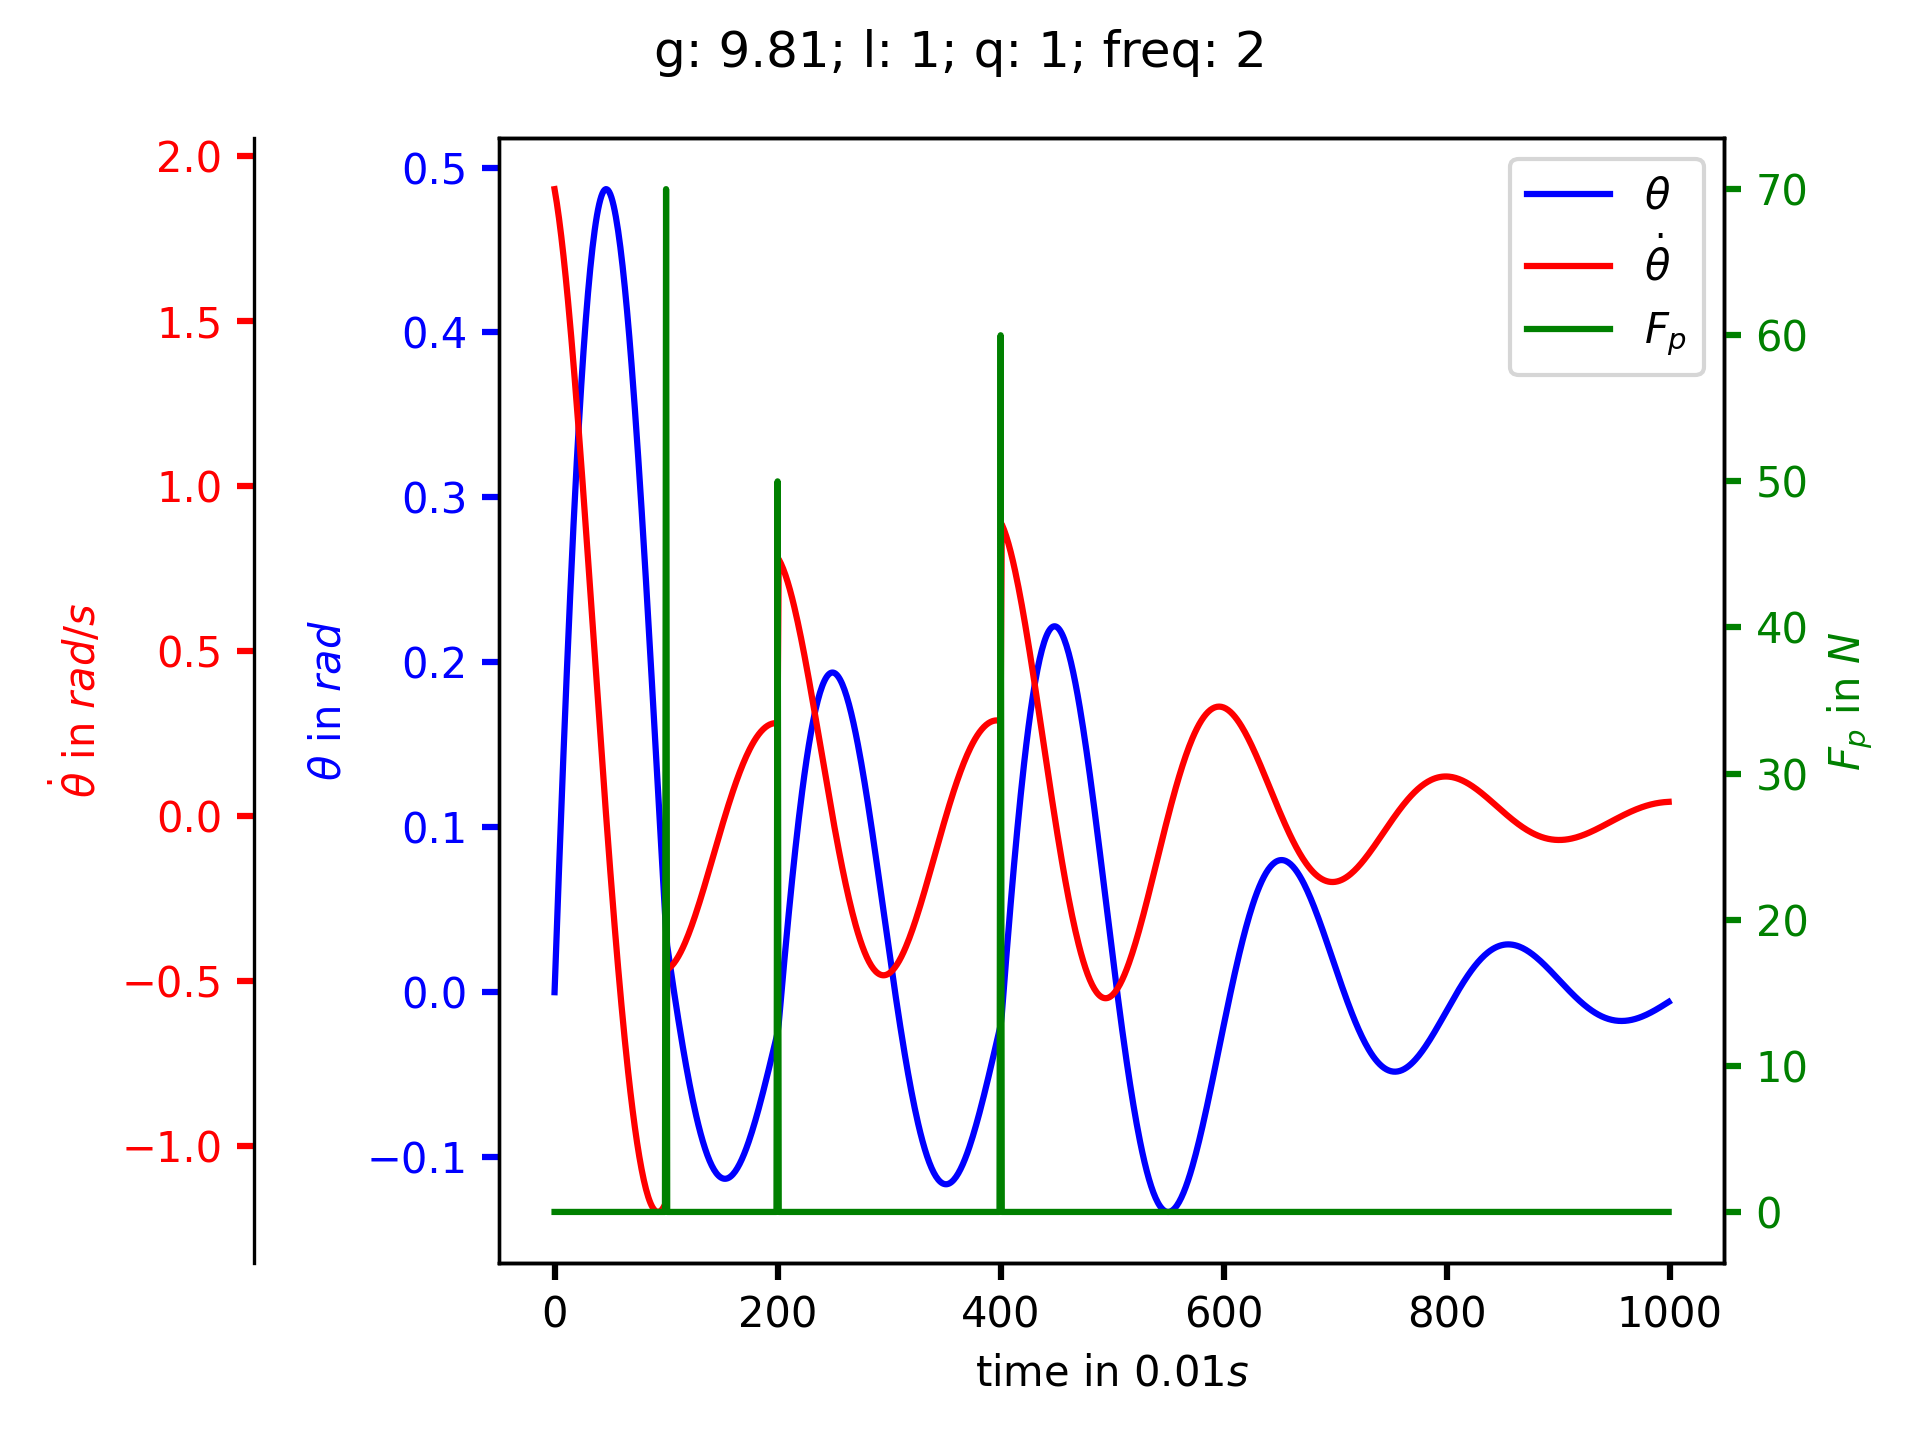 g: 9.81; l: 1; q: 1; freq: 2
2.0
1.5
1.0
0.5
0.0
−0.5
−1.0
θ̇ in rad/s
0.5
0.4
0.3
0.2
0.1
0.0
−0.1
θ in rad
θ
θ̇
Fₚ
70
60
50
40
30
20
10
0
Fₚ in N
0 200 400 600 800 1000
time in 0.01s